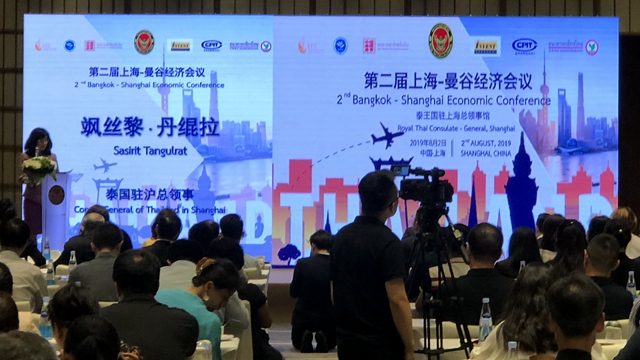 第二届上海-曼谷经济会议
2nd Bangkok - Shanghai Economic Conference
飒丝黎·丹绲拉
Sasirit Tangulrat
泰国驻沪总领事
Consul General of Thailand in Shanghai
INVEST
CPIT
第二届上海-曼谷经济会议
2nd Bangkok - Shanghai Economic Conference
泰王国驻上海总领事馆
Royal Thai Consulate - General, Shanghai
2019年8月2日
中国·上海
2nd AUGUST, 2019
SHANGHAI CHINA
INVEST